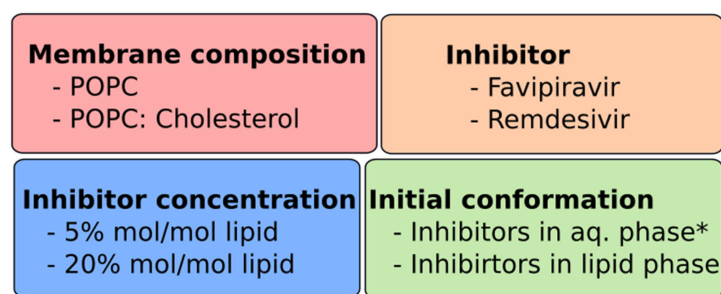 Membrane composition
- POPC
- POPC: Cholesterol
Inhibitor
- Favipiravir
- Remdesivir
Inhibitor concentration
- 5% mol/mol lipid
- 20% mol/mol lipid
Initial conformation
- Inhibitors in aq. phase*
- Inhibirtors in lipid phase